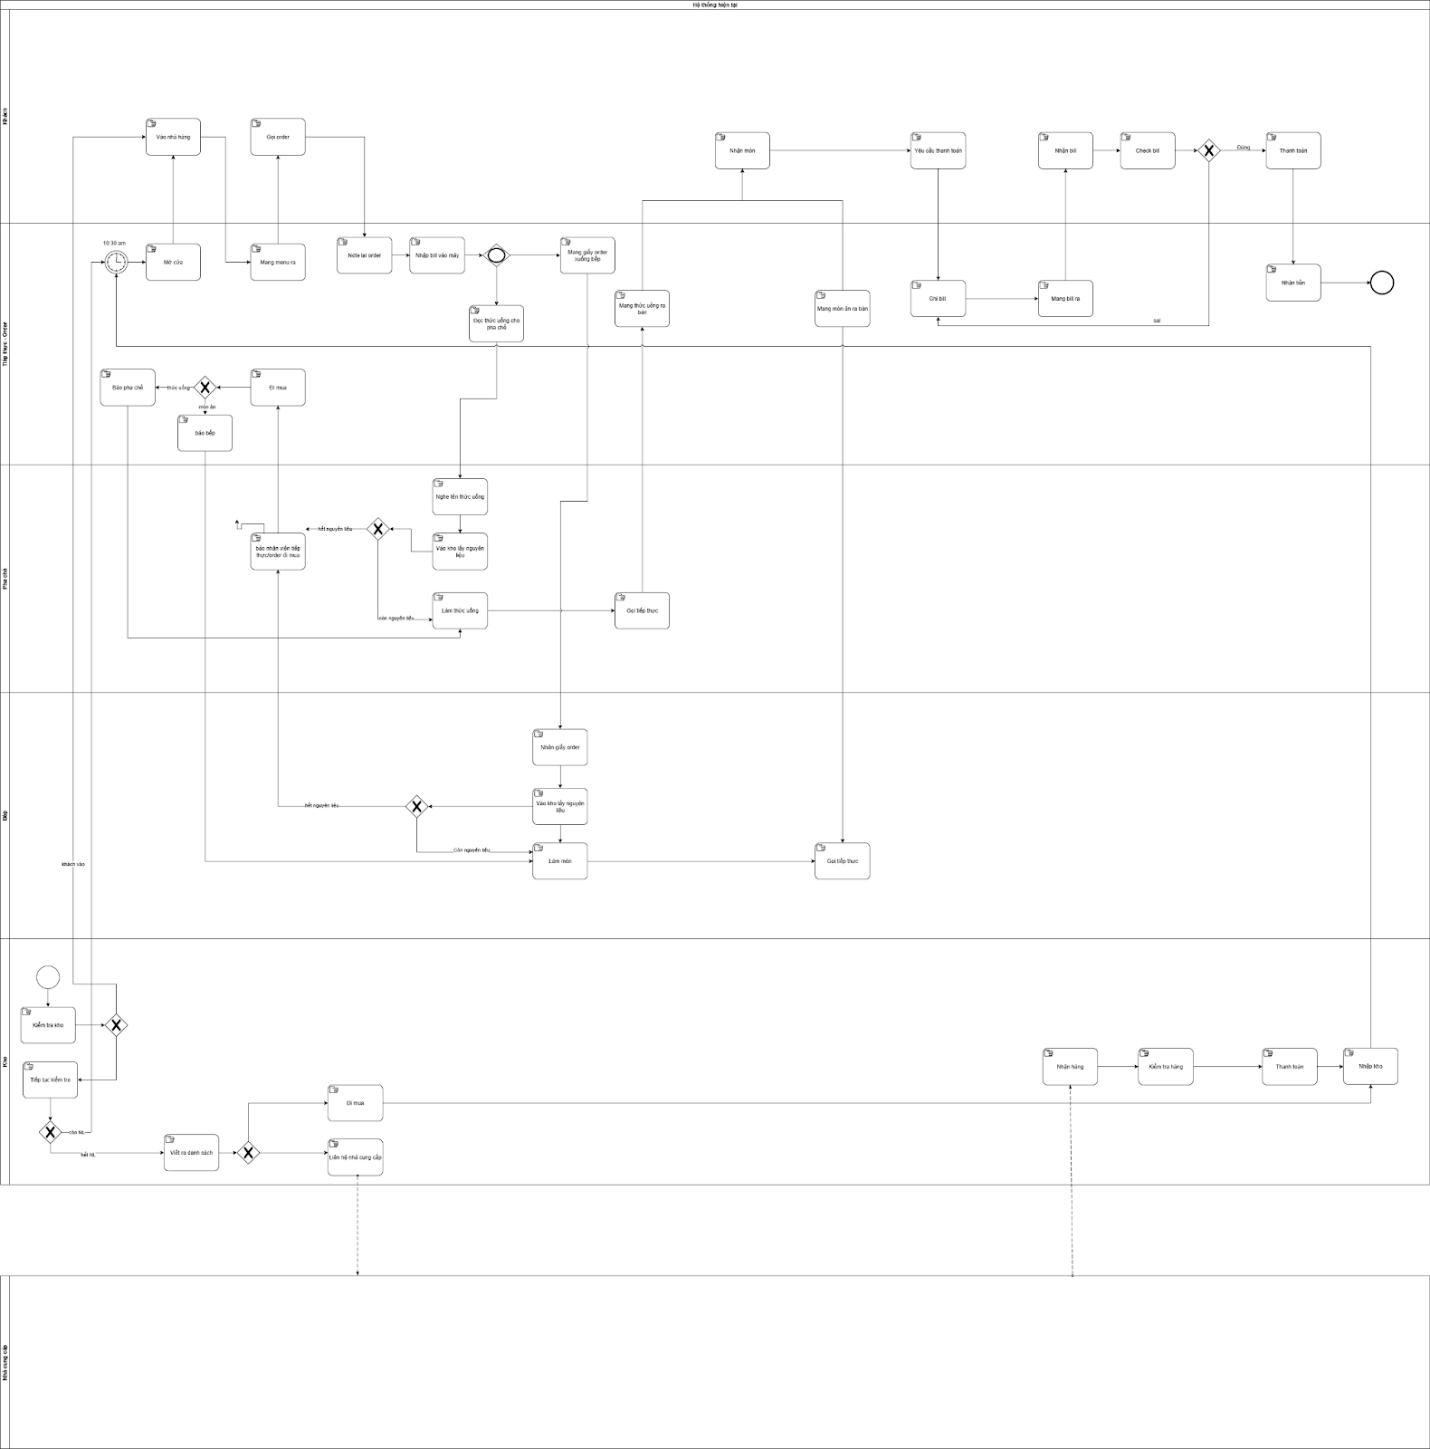 Hệ thống hiện tại
Khách
Vào nhà hàng
Gọi order
Nhận món
Yêu cầu thanh toán
Nhận bill
Check bill
Đúng
Thanh toán
Tiếp thực - Order
10:30 am
Mở cửa
Mang menu ra
Note lại order
Nhập bill vào máy
Mang giấy order
xuống bếp
Đọc thức uống cho
pha chế
Mang thức uống ra
bàn
Mang món ăn ra bàn
Ghi bill
Mang bill ra
sai
Nhận tiền
Báo pha chế
thức uống
món ăn
báo bếp
Đi mua
Pha chế
Nghe tên thức uống
hết nguyên liệu
Vào kho lấy nguyên
liệu
báo nhân viên tiếp
thực/order đi mua
còn nguyên liệu
Làm thức uống
Gọi tiếp thực
Bếp
Nhận giấy order
hết nguyên liệu
Vào kho lấy nguyên
liệu
Còn nguyên liệu
Làm món
Gọi tiếp thực
khách vào
Kho
Kiểm tra kho
Tiếp tục kiểm tra
còn NL
hết NL
Viết ra danh sách
Đi mua
Liên hệ nhà cung cấp
Nhận hàng
Kiểm tra hàng
Thanh toán
Nhập kho
Nhà cung cấp